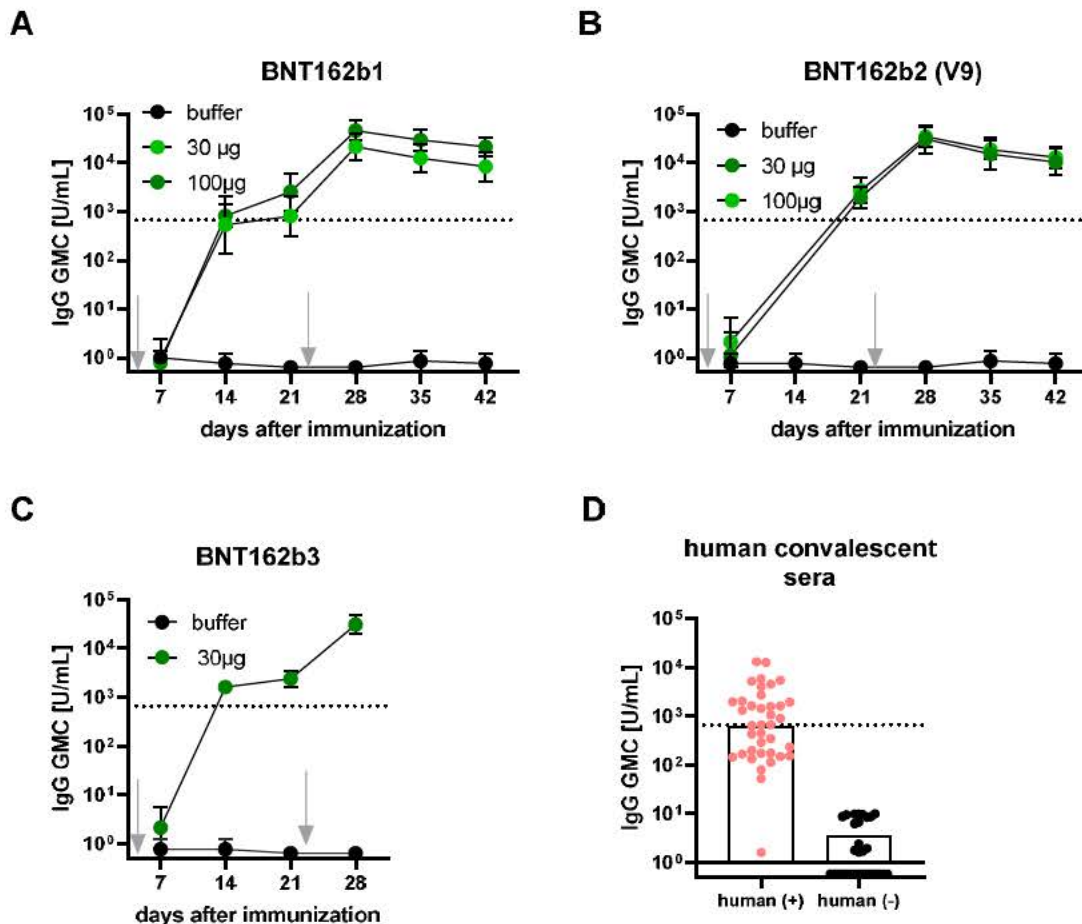 A
BNT162b1
buffer
30 µg
100µg
IgG GMC [U/mL]
10⁵
10⁴
10³
10²
10¹
10⁰
7 14 21 28 35 42
days after immunization
B
BNT162b2 (V9)
buffer
30 µg
100µg
IgG GMC [U/mL]
10⁵
10⁴
10³
10²
10¹
10⁰
7 14 21 28 35 42
days after immunization
C
BNT162b3
buffer
30µg
IgG GMC [U/mL]
10⁵
10⁴
10³
10²
10¹
10⁰
7 14 21 28
days after immunization
D
human convalescent
sera
IgG GMC [U/mL]
10⁵
10⁴
10³
10²
10¹
10⁰
human (+) human (-)